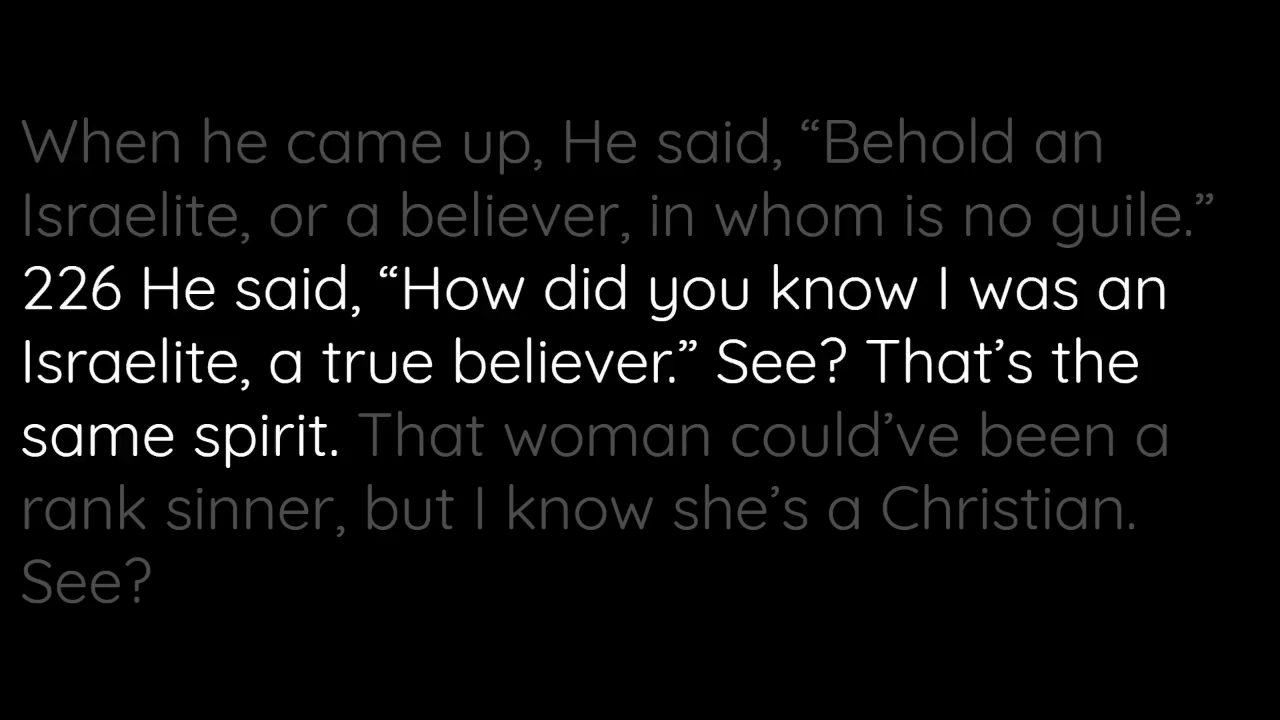 When he came up, He said, “Behold an
Israelite, or a believer, in whom is no guile.”
226 He said, “How did you know I was an
Israelite, a true believer.” See? That’s the
same spirit. That woman could’ve been a
rank sinner, but I know she’s a Christian.
See?